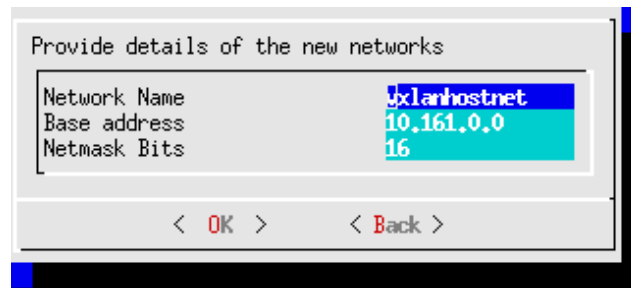 Provide details of the new networks
Network Name vxlanhostnet
Base address 10.161.0.0
Netmask Bits 16
< OK > < Back >